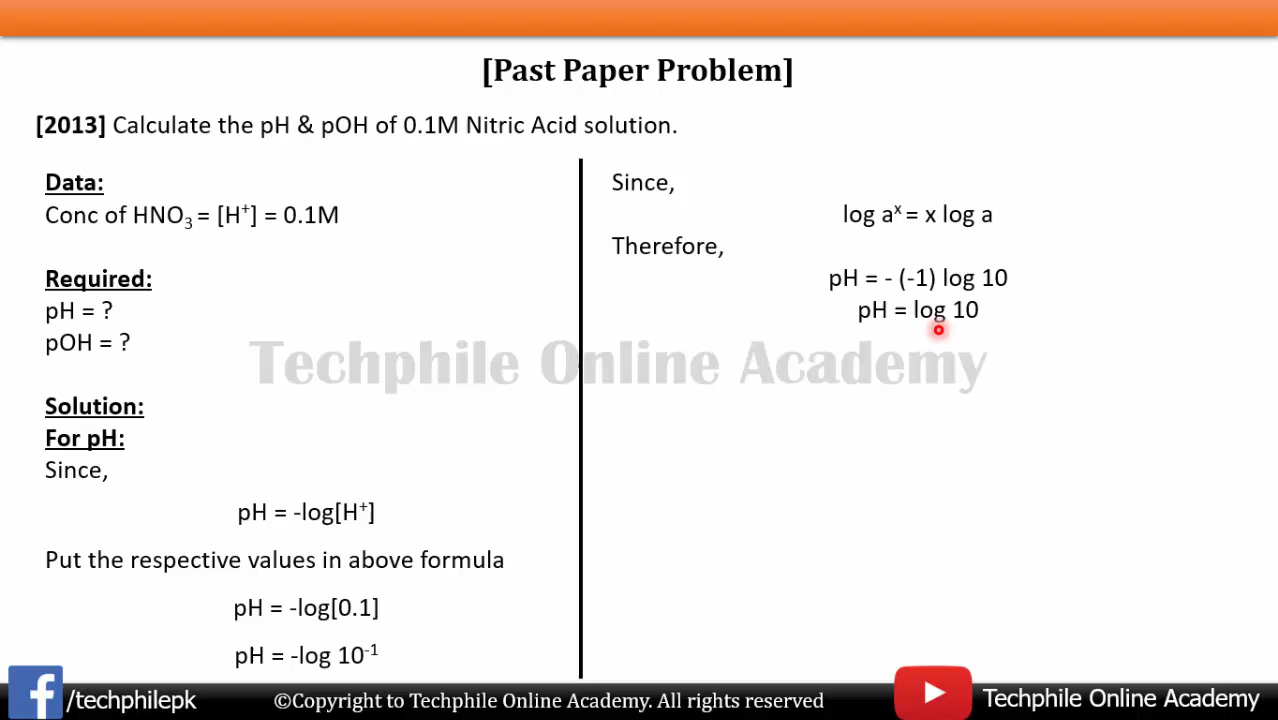 [Past Paper Problem]
[2013] Calculate the pH & pOH of 0.1M Nitric Acid solution.
Data:
Conc of HNO₃ = [H⁺] = 0.1M
Required:
pH = ?
pOH = ?
Solution:
For pH:
Since,
pH = -log[H⁺]
Put the respective values in above formula
pH = -log[0.1]
pH = -log 10⁻¹
Since,
log aˣ = x log a
Therefore,
pH = - (-1) log 10
pH = log 10
Techphile Online Academy
f /techphilepk
©Copyright to Techphile Online Academy. All rights reserved
Techphile Online Academy